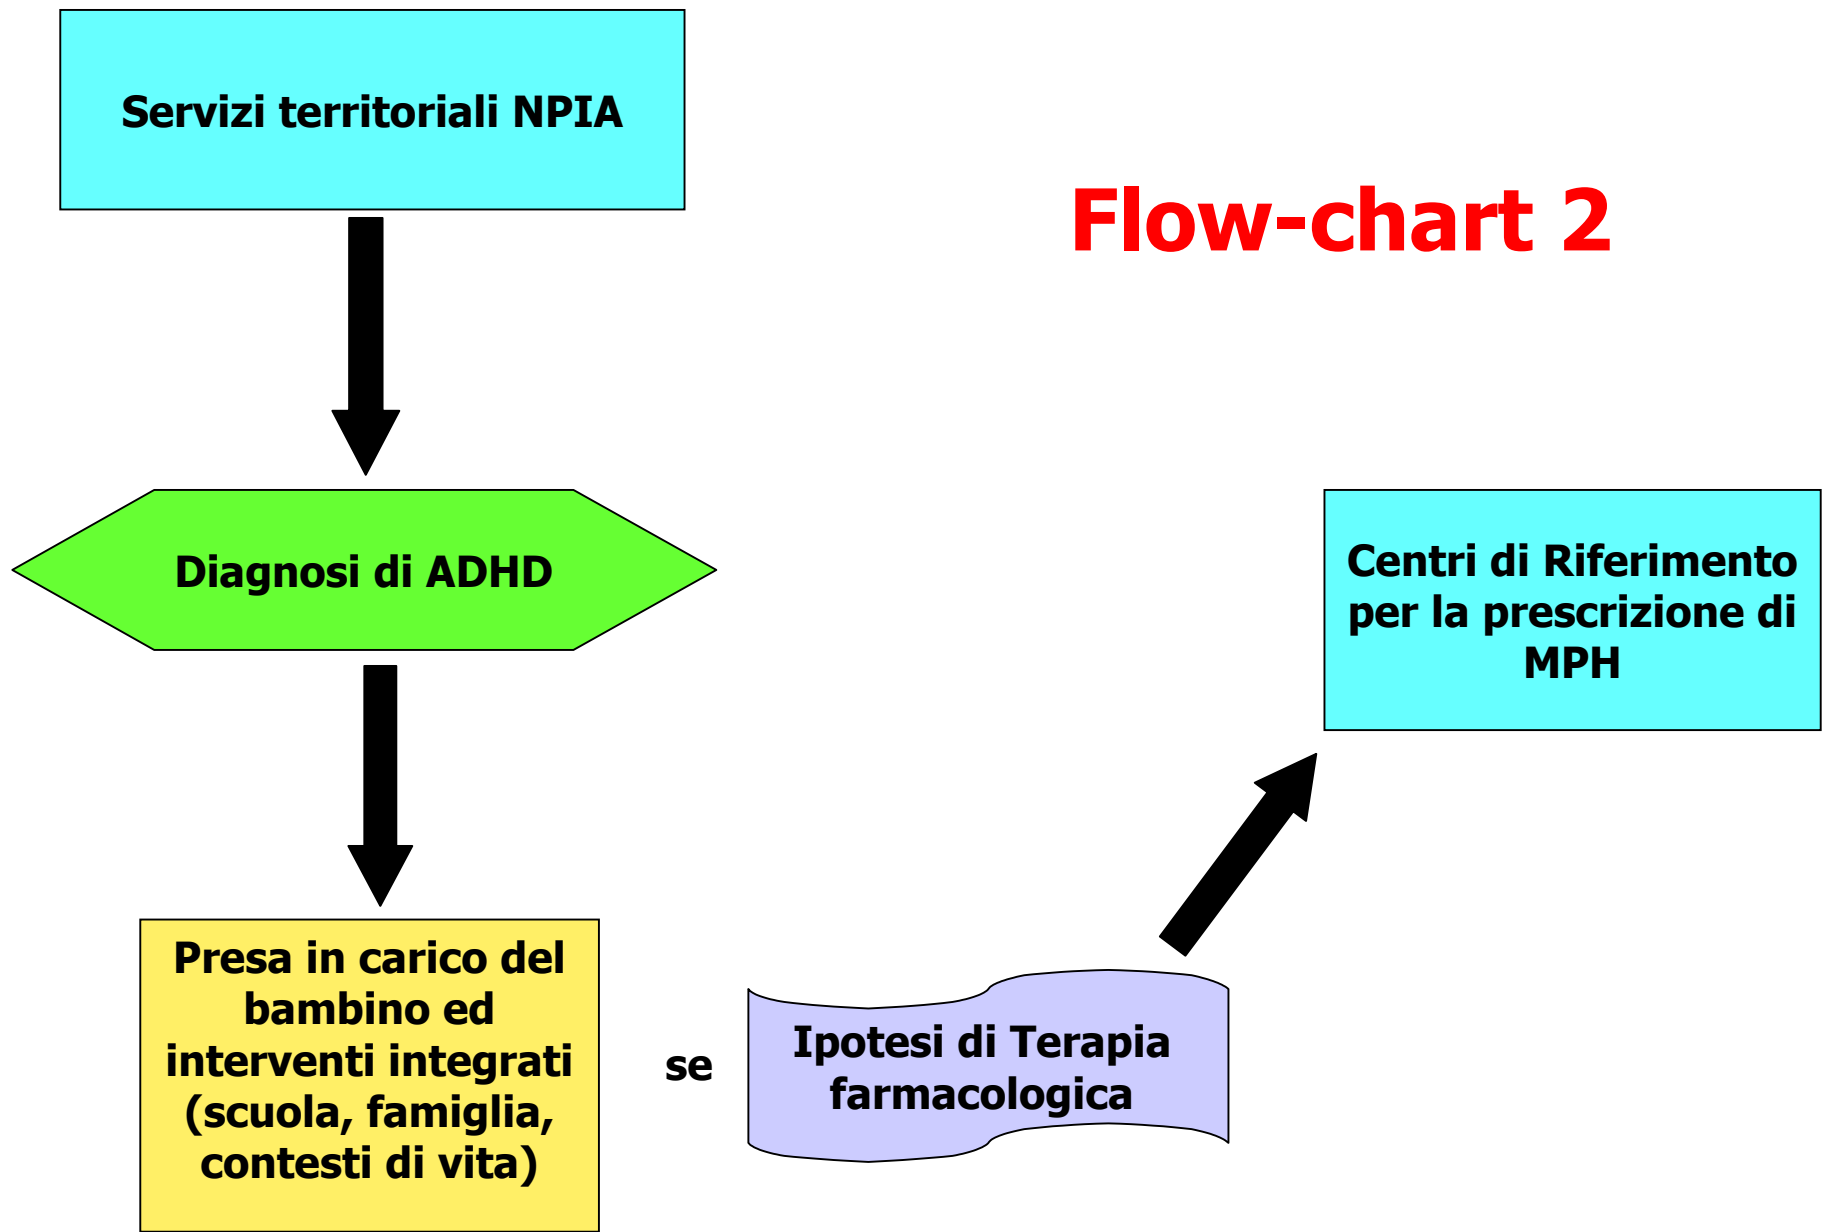 Servizi territoriali NPIA
Flow-chart 2
Diagnosi di ADHD
Centri di Riferimento
per la prescrizione di
MPH
Presa in carico del
bambino ed
interventi integrati
(scuola, famiglia,
contesti di vita)
se
Ipotesi di Terapia
farmacologica